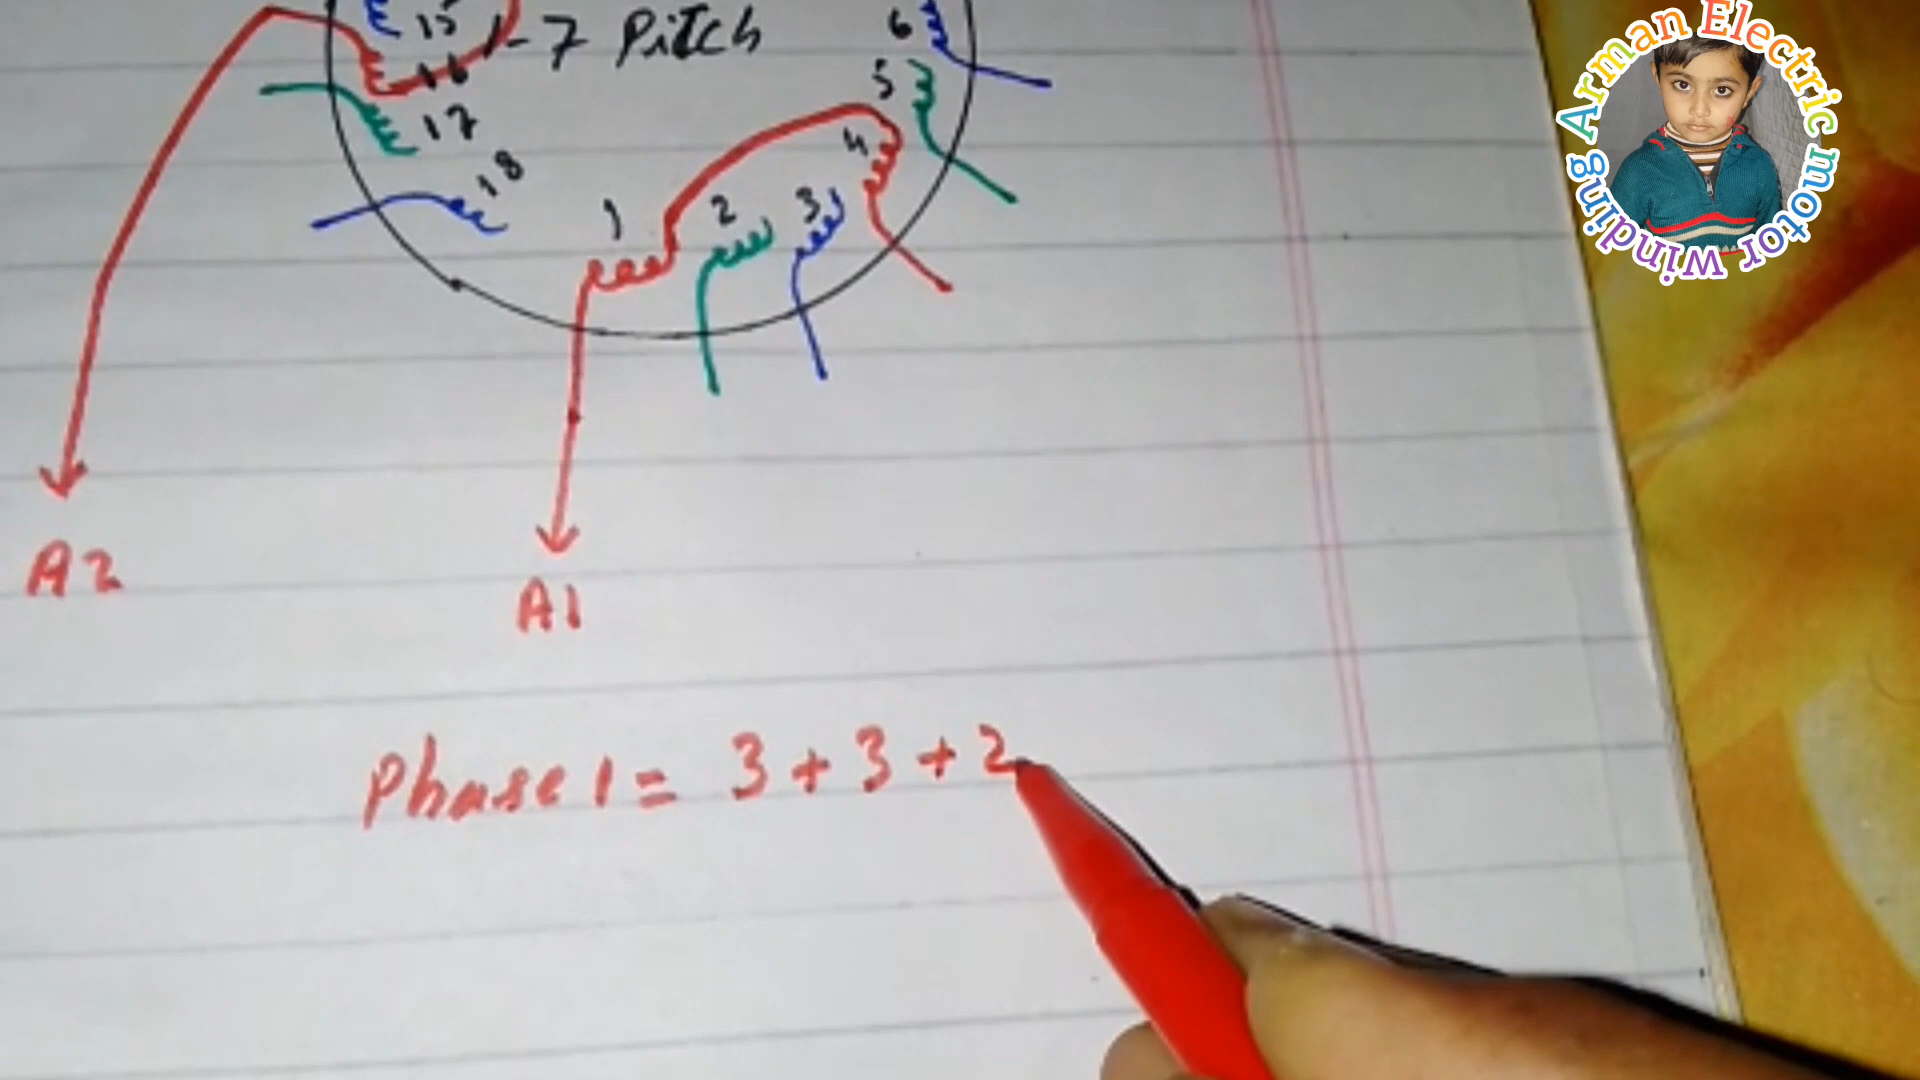 15
1-7 Pitch
6
16
5
17
4
18
1
2
3
A2
A1
Phase 1 = 3 + 3 + 2
Arman Electric motor winding